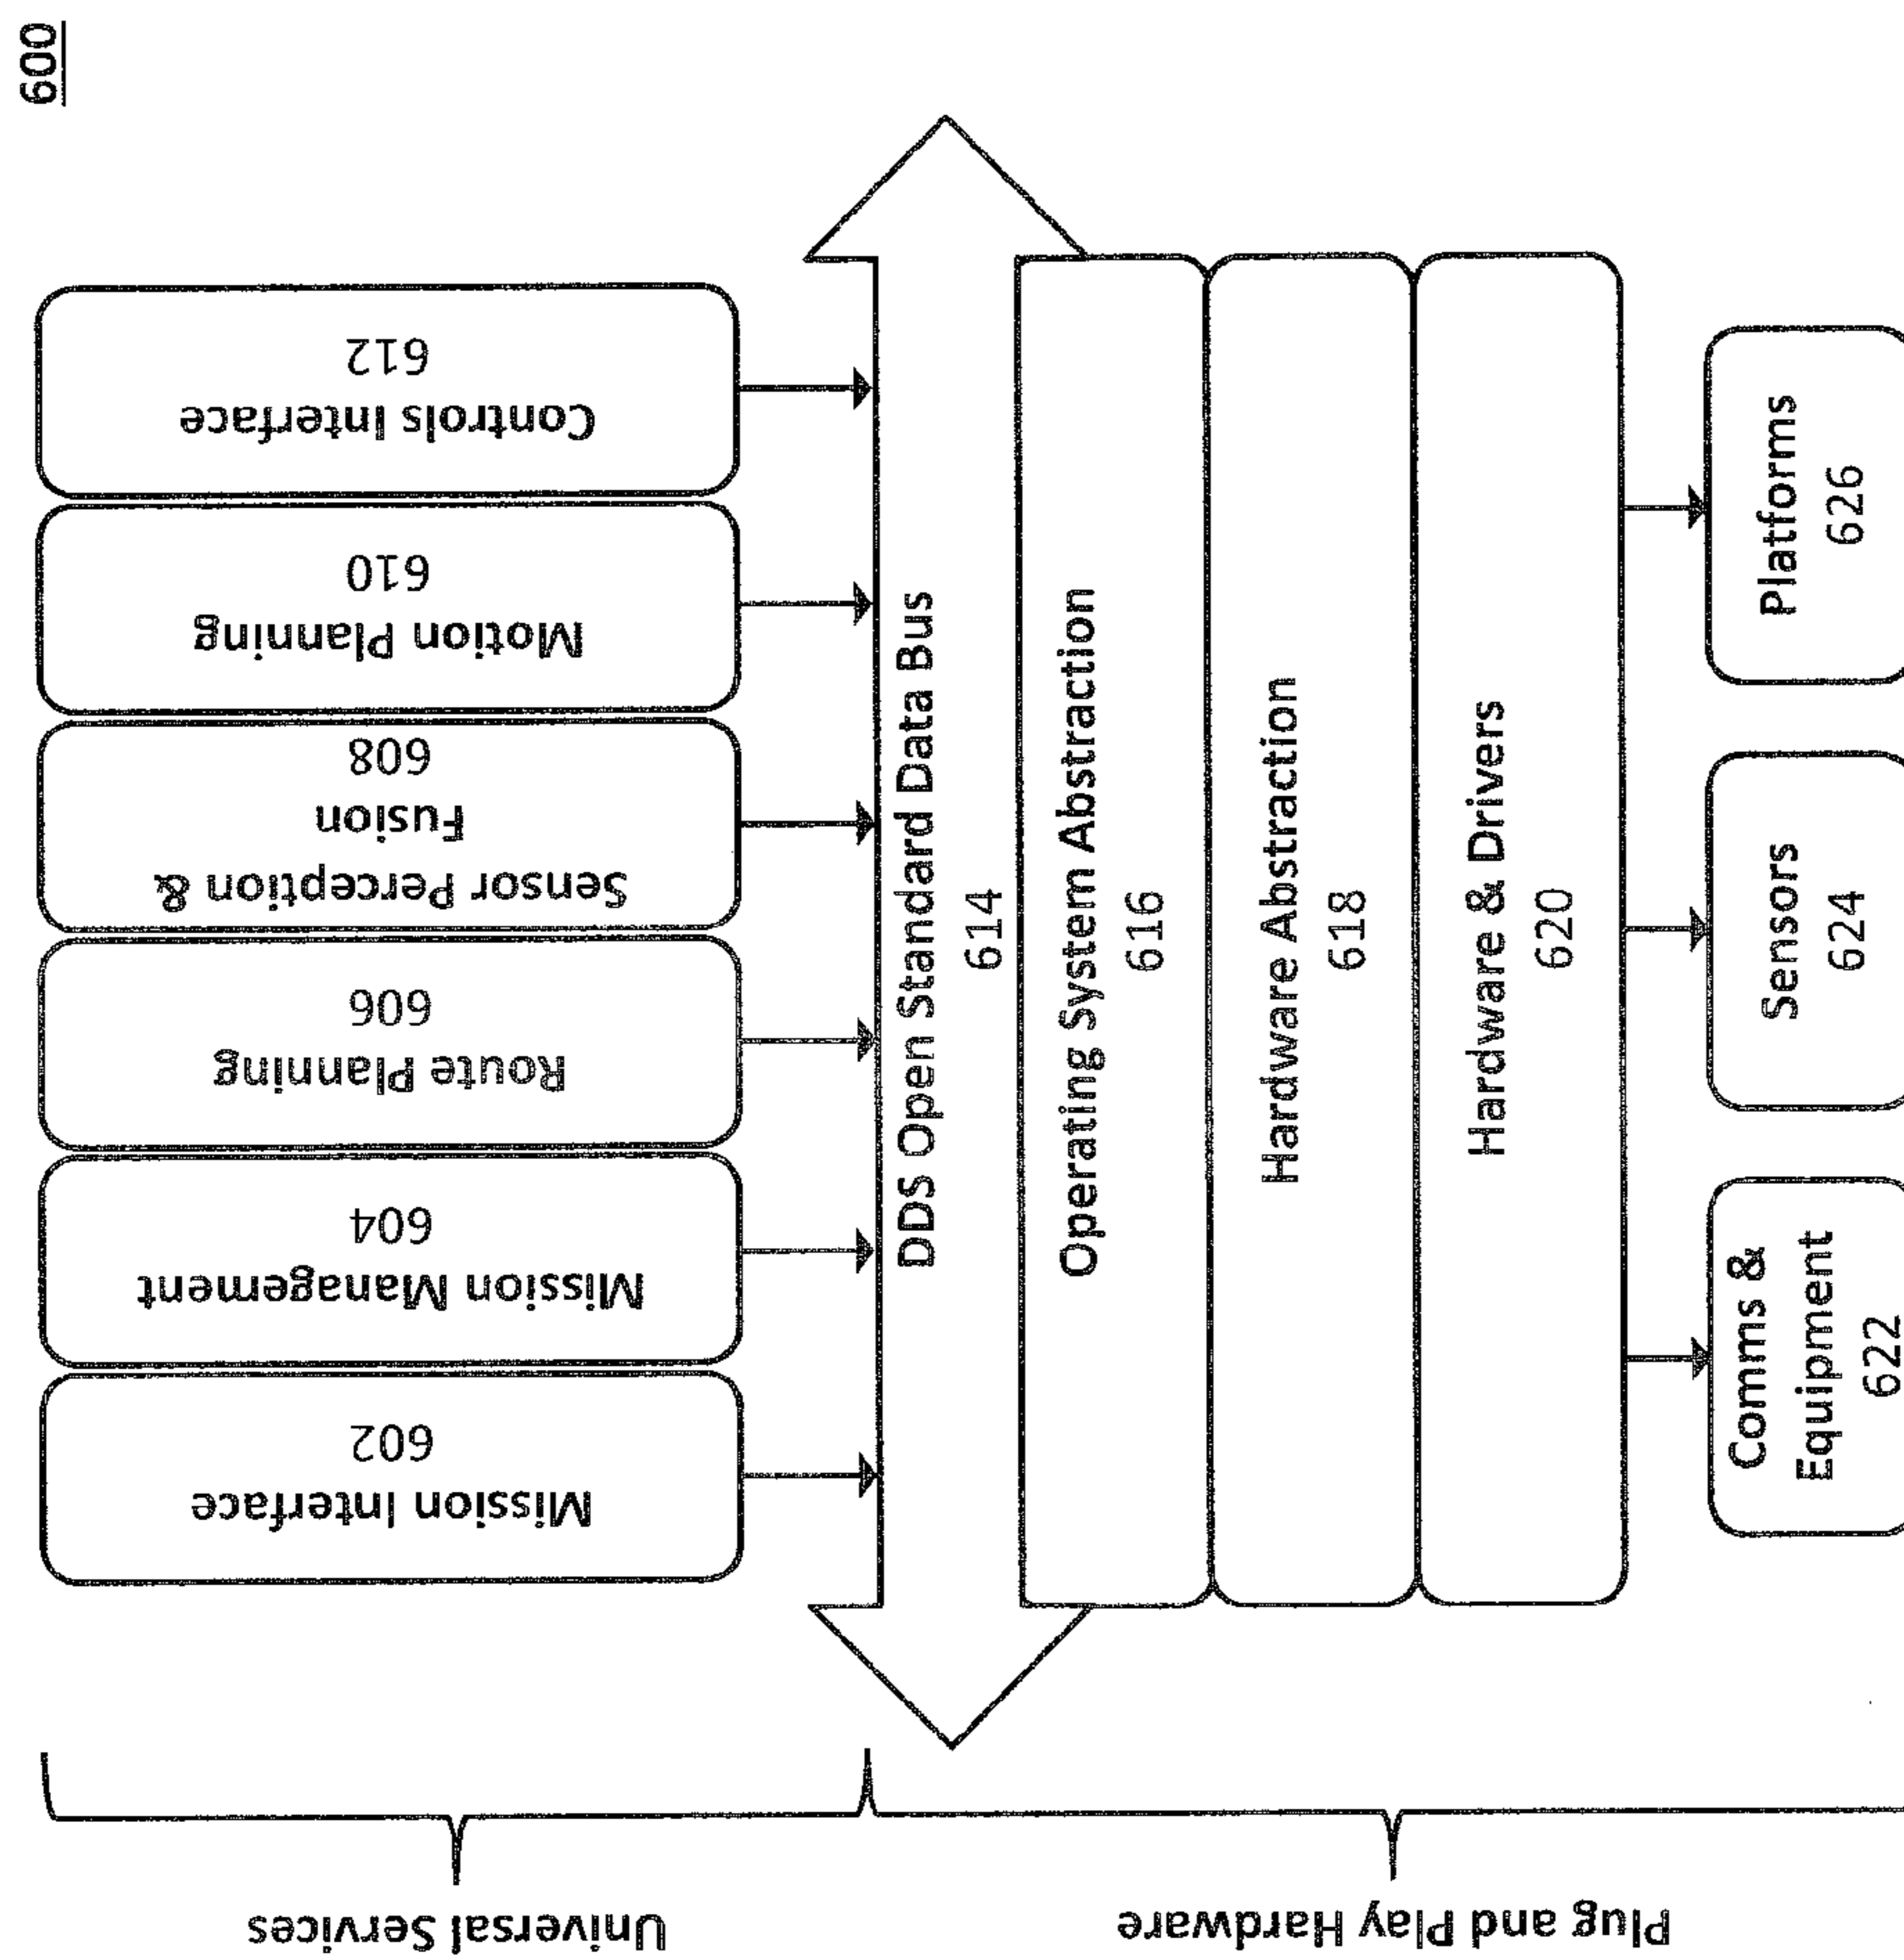 600
Universal Services
Plug and Play Hardware
Mission Interface
602
Mission Management
604
Route Planning
606
Sensor Perception &
Fusion
608
Motion Planning
610
Controls Interface
612
DDS Open Standard Data Bus
614
Operating System Abstraction
616
Hardware Abstraction
618
Hardware & Drivers
620
Comms &
Equipment
622
Sensors
624
Platforms
626